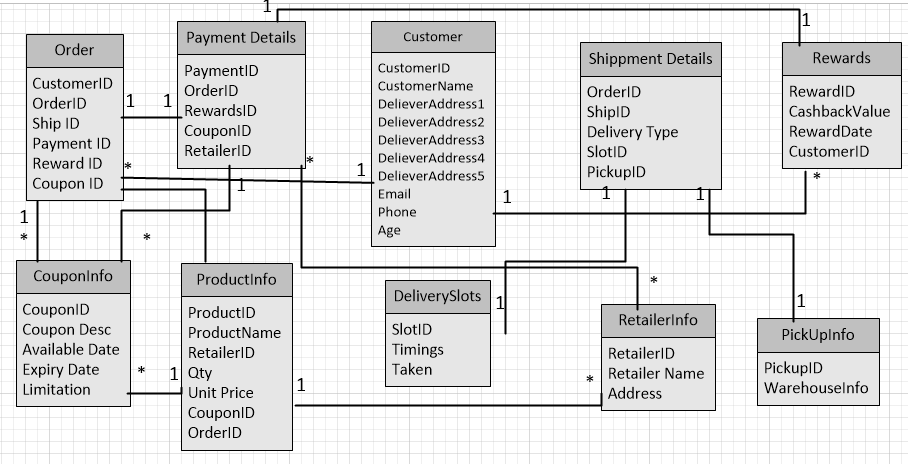 1
1
Order
CustomerID
OrderID
Ship ID
Payment ID
Reward ID
Coupon ID
1
1
Payment Details
PaymentID
OrderID
RewardsID
CouponID
RetailerID
*
1
1
*
Customer
CustomerID
CustomerName
DelieverAddress1
DelieverAddress2
DelieverAddress3
DelieverAddress4
DelieverAddress5
Email
Phone
Age
1
Shippment Details
OrderID
ShipID
Delivery Type
SlotID
PickupID
1
1
Rewards
RewardID
CashbackValue
RewardDate
CustomerID
*
1
*
*
CouponInfo
CouponID
Coupon Desc
Available Date
Expiry Date
Limitation
*
1
ProductInfo
ProductID
ProductName
RetailerID
Qty
Unit Price
CouponID
OrderID
1
DeliverySlots
SlotID
Timings
Taken
1
*
*
RetailerInfo
RetailerID
Retailer Name
Address
1
PickUpInfo
PickupID
WarehouseInfo